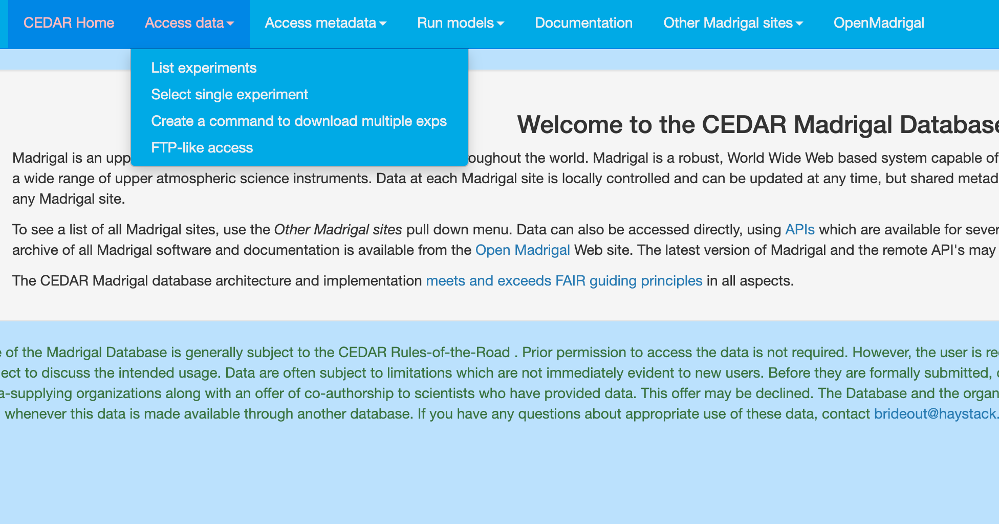 CEDAR Home Access data Access metadata Run models Documentation Other Madrigal sites OpenMadrigal
List experiments
Select single experiment
Create a command to download multiple exps
FTP-like access
Welcome to the CEDAR Madrigal
Madrigal is an roughout the world. Madrigal is a robust, World Wide Web based system capable of
a wide range of upper atmospheric science instruments. Data at each Madrigal site is locally controlled and can be updated at any time, but shared
any Madrigal site.
To see a list of all Madrigal sites, use the Other Madrigal sites pull down menu. Data can also be accessed directly, using APIs which are available for
archive of all Madrigal software and documentation is available from the Open Madrigal Web site. The latest version of Madrigal and the remote API's may
The CEDAR Madrigal database architecture and implementation meets and exceeds FAIR guiding principles in all aspects.
of the Madrigal Database is generally subject to the CEDAR Rules-of-the-Road . Prior permission to access the data is not required. However, the user is
ect to discuss the intended usage. Data are often subject to limitations which are not immediately evident to new users. Before they are formally submitted,
a-supplying organizations along with an offer of co-authorship to scientists who have provided data. This offer may be declined. The Database and the
whenever this data is made available through another database. If you have any questions about appropriate use of these data, contact brideout@haystack.